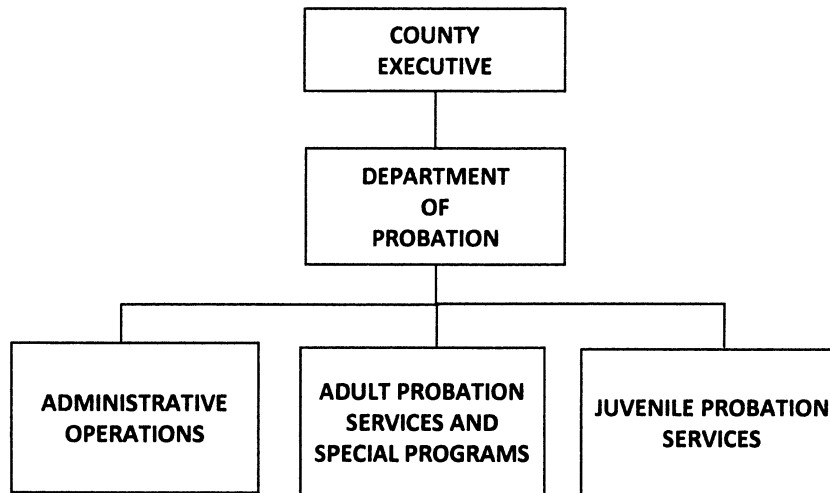 COUNTY
EXECUTIVE
DEPARTMENT
OF
PROBATION
ADMINISTRATIVE
OPERATIONS
ADULT PROBATION
SERVICES AND
SPECIAL PROGRAMS
JUVENILE PROBATION
SERVICES